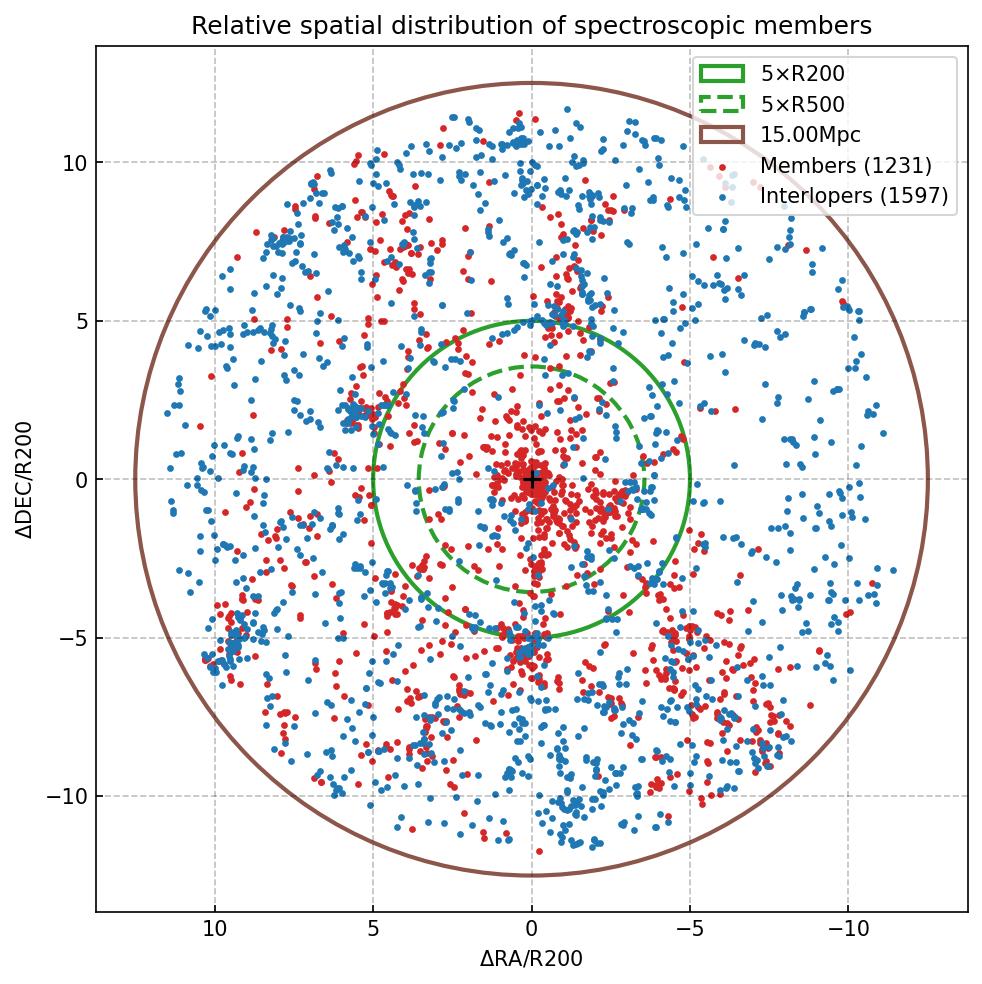 Relative spatial distribution of spectroscopic members
5×R200
5×R500
15.00Mpc
Members (1231)
Interlopers (1597)
10
5
0
−5
−10
ΔDEC/R200
10
5
0
−5
−10
ΔRA/R200